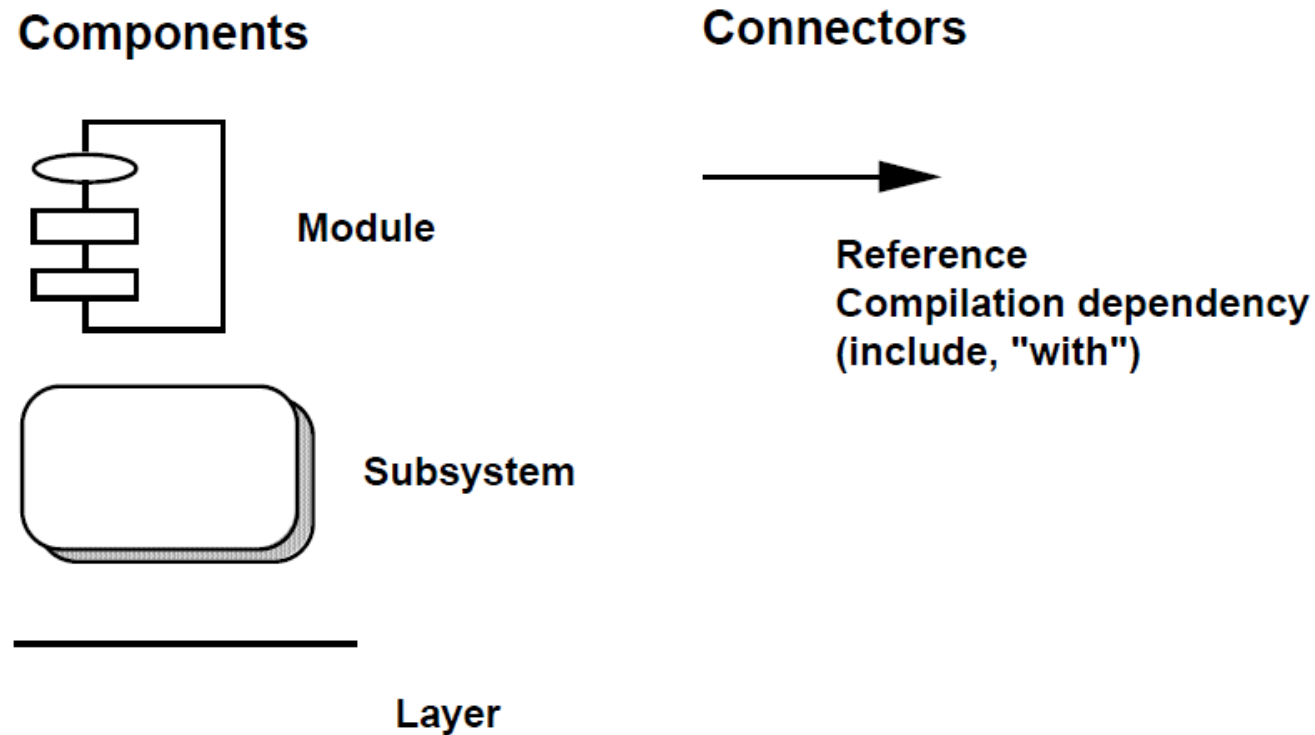 Components
Connectors
Module
Reference
Compilation dependency
(include, "with")
Subsystem
Layer